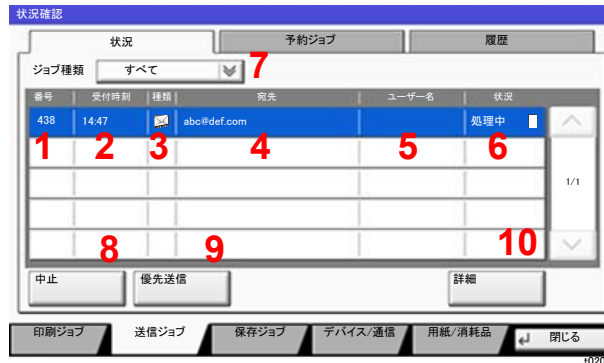 状況確認
状況
予約ジョブ
履歴
ジョブ種類
すべて
7
番号
受付時刻
種類
宛先
ユーザー名
状況
438
14:47
abc@def.com
処理中
1
2
3
4
5
6
1/1
8
9
10
中止
優先送信
詳細
印刷ジョブ
送信ジョブ
保存ジョブ
デバイス/通信
用紙/消耗品
閉じる